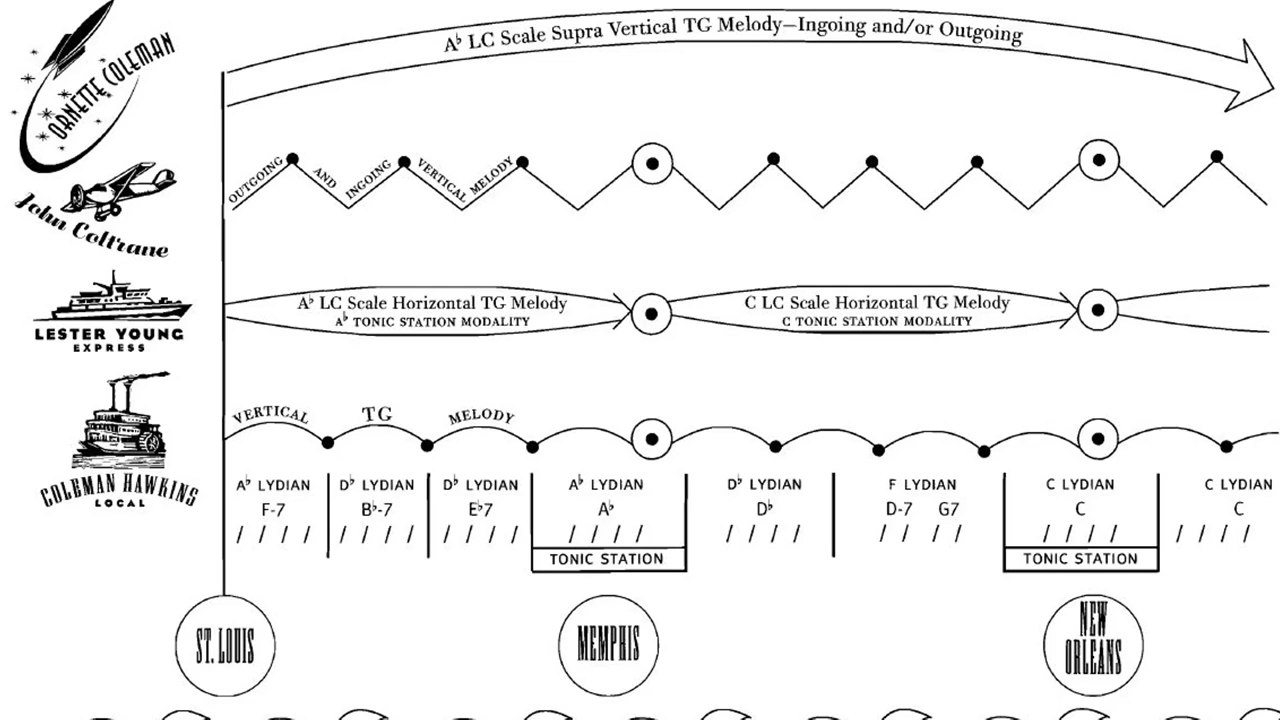 A♭ LC Scale Supra Vertical TG Melody—Ingoing and/or Outgoing
ORNETTE COLEMAN
OUTGOING AND INGOING VERTICAL MELODY
John Coltrane
A♭ LC Scale Horizontal TG Melody
A♭ TONIC STATION MODALITY
C LC Scale Horizontal TG Melody
C TONIC STATION MODALITY
LESTER YOUNG
EXPRESS
VERTICAL TG MELODY
COLEMAN HAWKINS
LOCAL
A♭ LYDIAN D♭ LYDIAN D♭ LYDIAN A♭ LYDIAN D♭ LYDIAN F LYDIAN C LYDIAN C LYDIAN
F-7 B♭-7 E♭7 A♭ D♭ D-7 G7 C C
/ / / / / / / / / / / / / / / / / / / / / / / / / / / / / / / /
TONIC STATION TONIC STATION
ST. LOUIS
MEMPHIS
NEW
ORLEANS